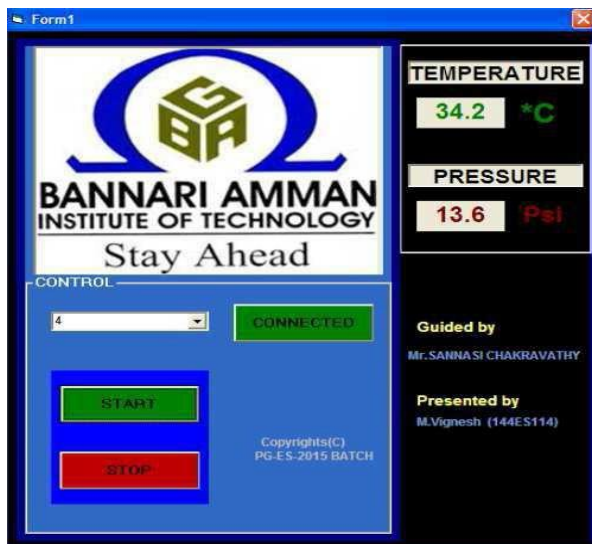 Form1
GBA
BANNARI AMMAN
INSTITUTE OF TECHNOLOGY
Stay Ahead
TEMPERATURE
34.2 *C
PRESSURE
13.6 Psi
CONTROL
4
CONNECTED
START
STOP
Copyrights(C)
PG-ES-2015 BATCH
Guided by
Mr.SANNASI CHAKRAVATHY
Presented by
M.Vignesh (144ES114)